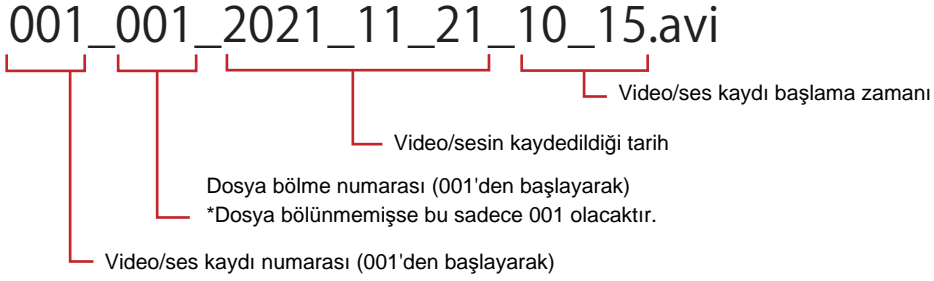 001_001_2021_11_21_10_15.avi
Video/ses kaydı başlama zamanı
Video/sesin kaydedildiği tarih
Dosya bölme numarası (001'den başlayarak)
*Dosya bölünmemişse bu sadece 001 olacaktır.
Video/ses kaydı numarası (001'den başlayarak)